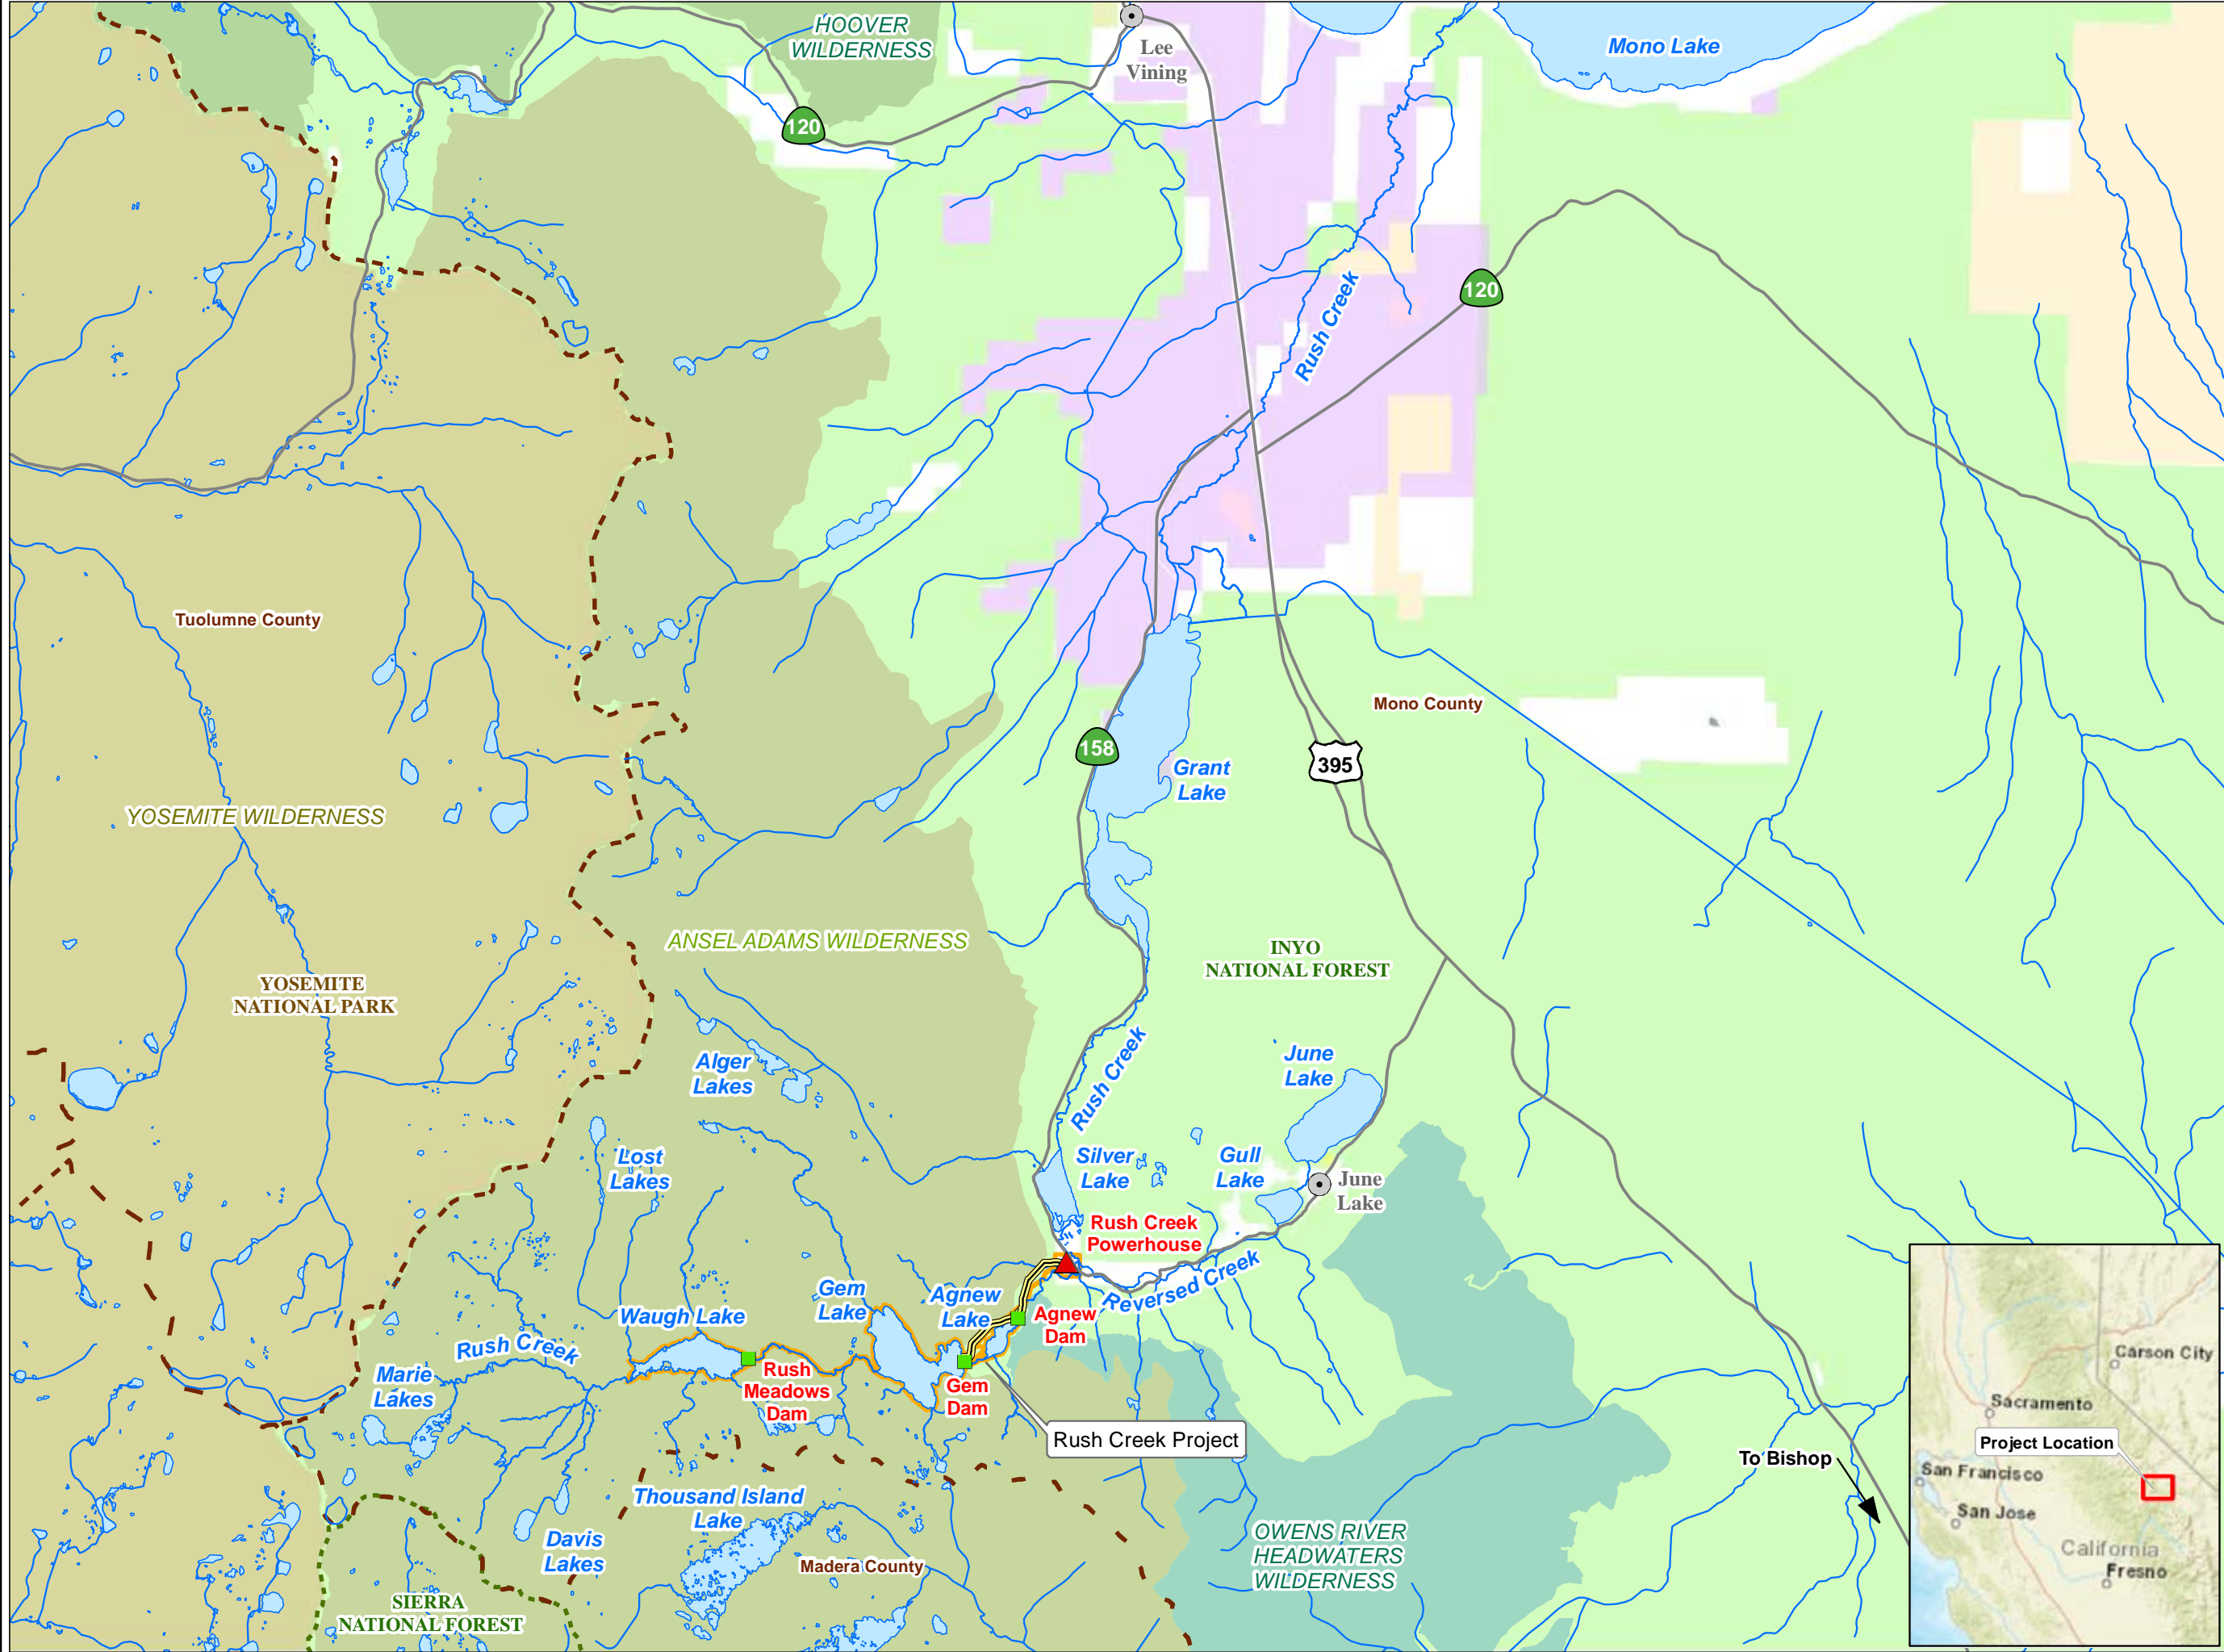 HOOVER
WILDERNESS
Lee
Vining
Mono Lake
120
120
Rush Creek
Tuolumne County
Mono County
158
395
Grant
Lake
YOSEMITE WILDERNESS
ANSEL ADAMS WILDERNESS
INYO
NATIONAL FOREST
YOSEMITE
NATIONAL PARK
Rush Creek
June
Lake
Alger
Lakes
Lost
Lakes
Silver
Lake
Gull
Lake
June
Lake
Rush Creek
Powerhouse
Reversed Creek
Gem
Lake
Agnew
Lake
Agnew
Dam
Waugh Lake
Rush Creek
Marie
Lakes
Rush
Meadows
Dam
Gem
Dam
Rush Creek Project
To Bishop
Thousand Island
Lake
Davis
Lakes
Madera County
OWENS RIVER
HEADWATERS
WILDERNESS
SIERRA
NATIONAL FOREST
Carson City
Sacramento
Project Location
San Francisco
San Jose
California
Fresno